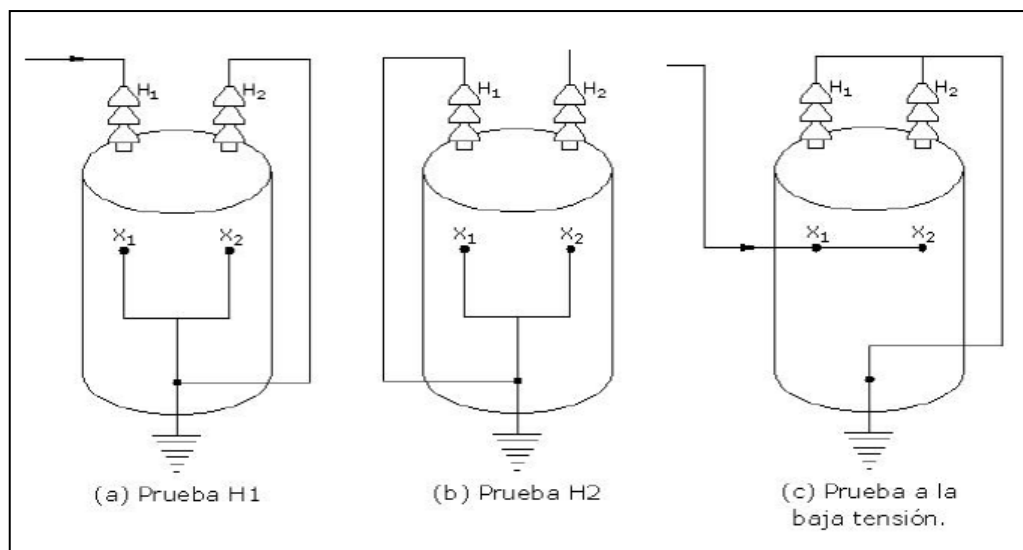 H1
H2
X1
X2
(a) Prueba H1
H1
H2
X1
X2
(b) Prueba H2
H1
H2
X1
X2
(c) Prueba a la
baja tensión.